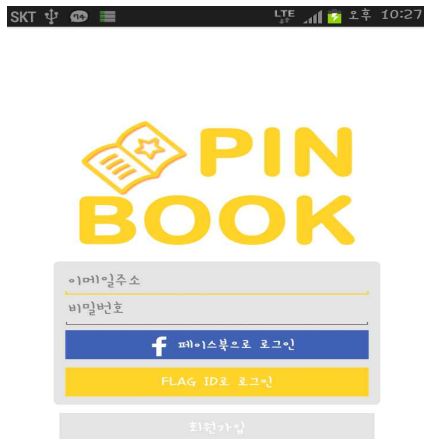 SKT LTE 오후 10:27
PIN
BOOK
이메일주소
비밀번호
f 페이스북으로 로그인
FLAG ID로 로그인
회원가입